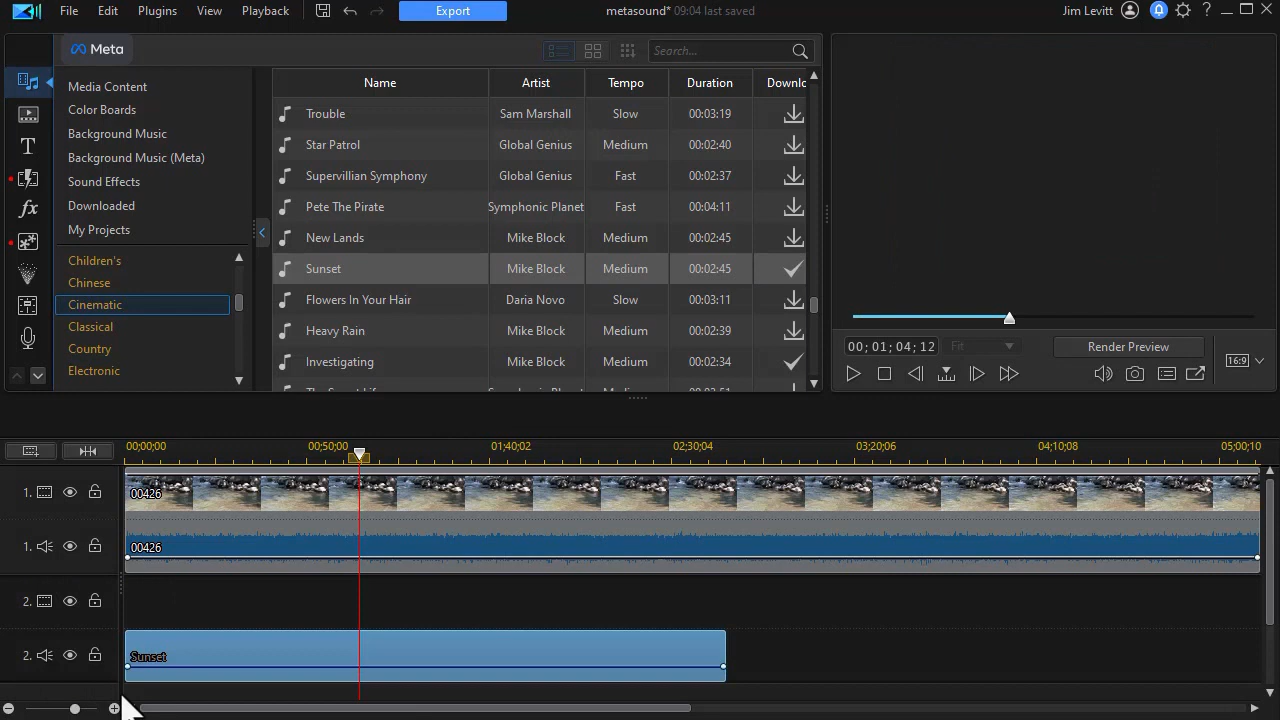 File Edit Plugins View Playback Export metasound* 09:04 last saved Jim Levitt
Meta Search...
Media Content
Color Boards
Background Music
Background Music (Meta)
Sound Effects
Downloaded
My Projects
Children's
Chinese
Cinematic
Classical
Country
Electronic
Name Artist Tempo Duration Downlo
Trouble Sam Marshall Slow 00:03:19
Star Patrol Global Genius Medium 00:02:40
Supervillian Symphony Global Genius Fast 00:02:37
Pete The Pirate Symphonic Planet Fast 00:04:11
New Lands Mike Block Medium 00:02:45
Sunset Mike Block Medium 00:02:45
Flowers In Your Hair Daria Novo Slow 00:03:11
Heavy Rain Mike Block Medium 00:02:39
Investigating Mike Block Medium 00:02:34
00; 01; 04; 12 Fit Render Preview 16:9
00;00;00 00;50;00 01;40;02 02;30;04 03;20;06 04;10;08 05;00;10
1. 00426
1. 00426
2.
2. Sunset